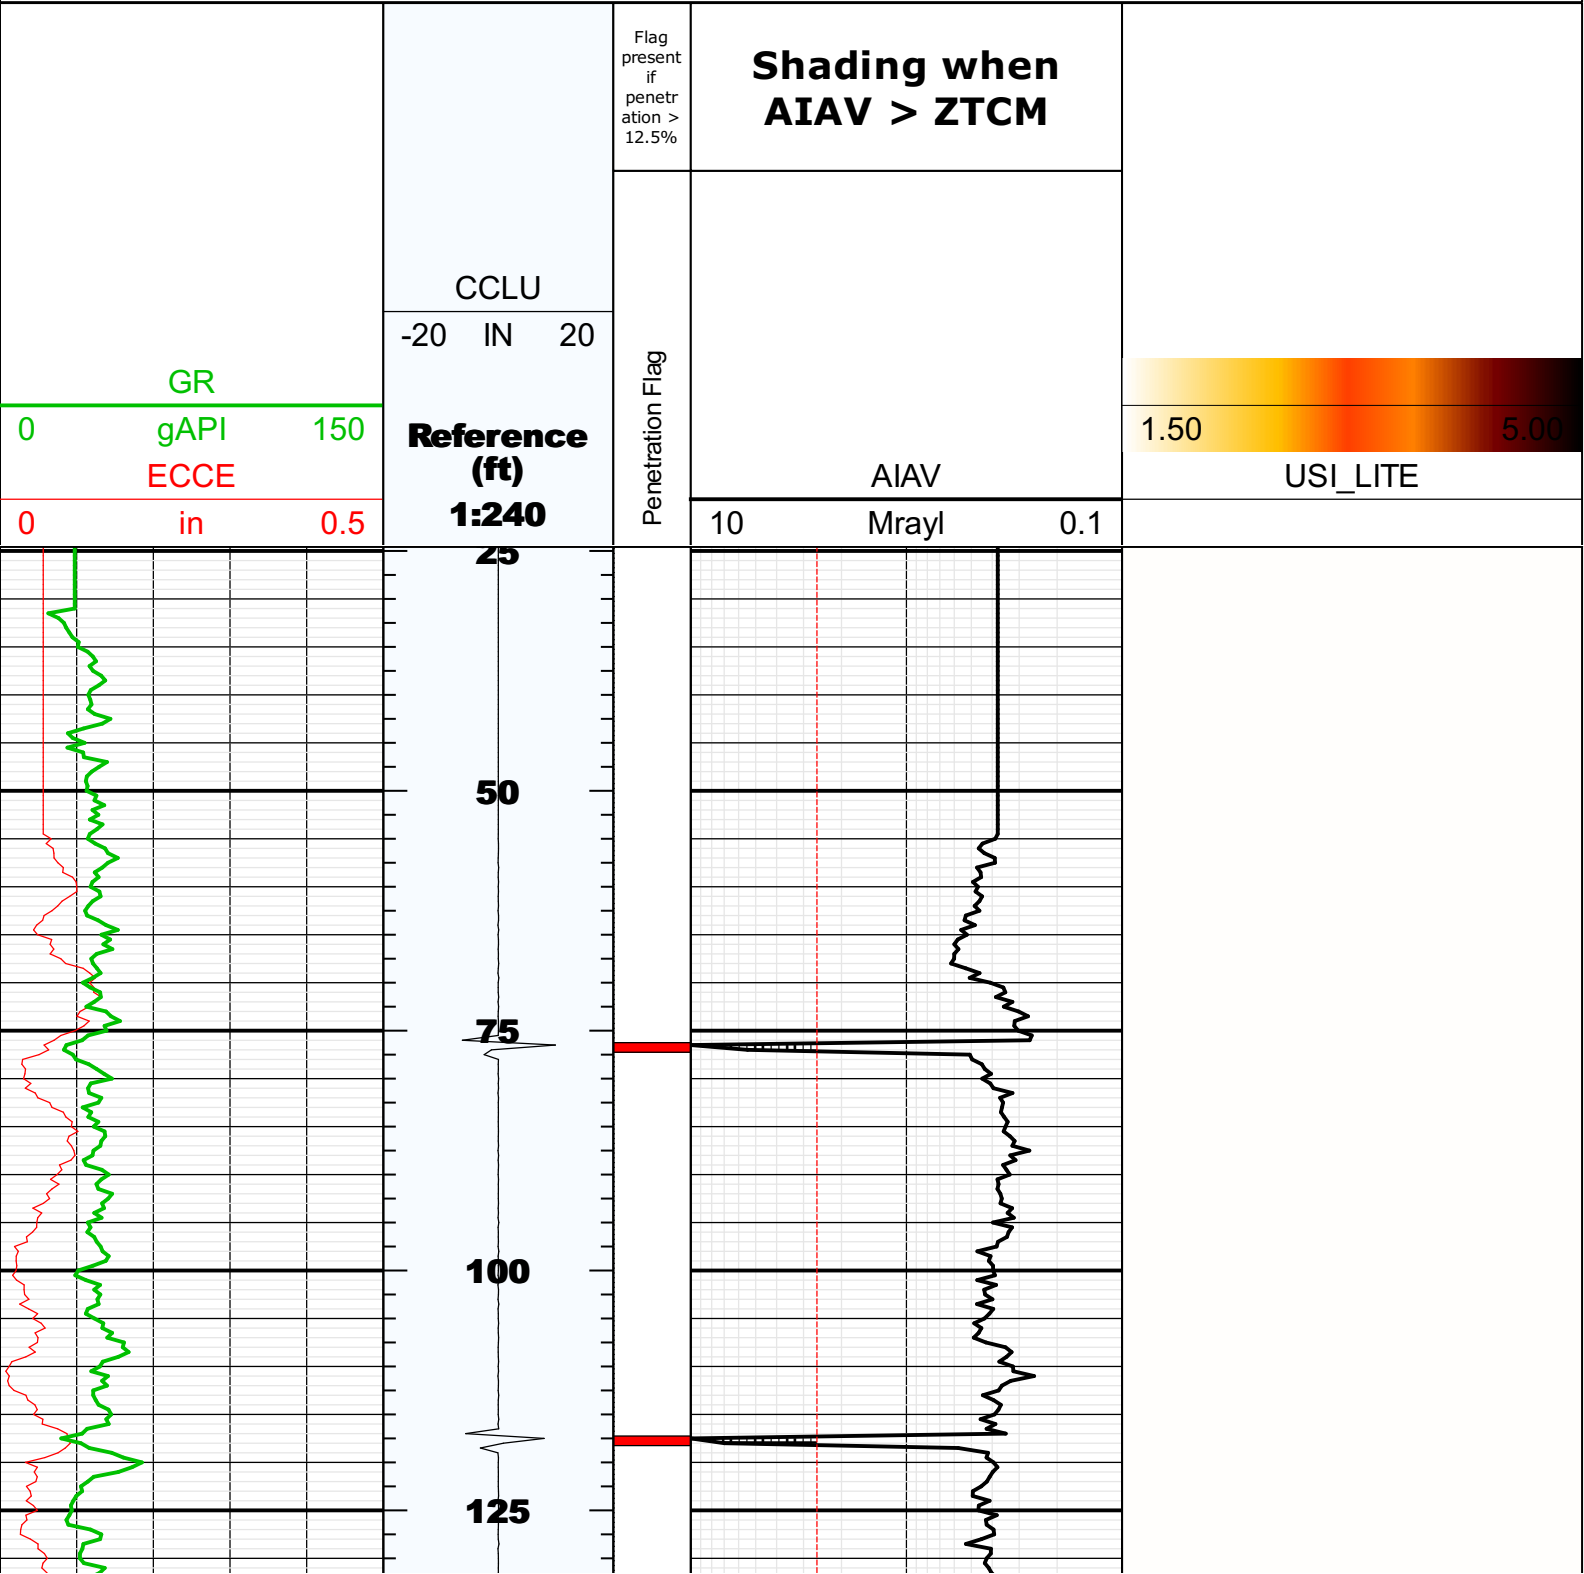 Flag
present
if
penetr
ation >
12.5%
Shading when
AIAV > ZTCM
CCLU
-20 IN 20
GR
0 gAPI 150
ECCE
0 in 0.5
Reference
(ft)
1:240
Penetration Flag
AIAV
10 Mrayl 0.1
1.50 5.00
USI_LITE
25
50
75
100
125